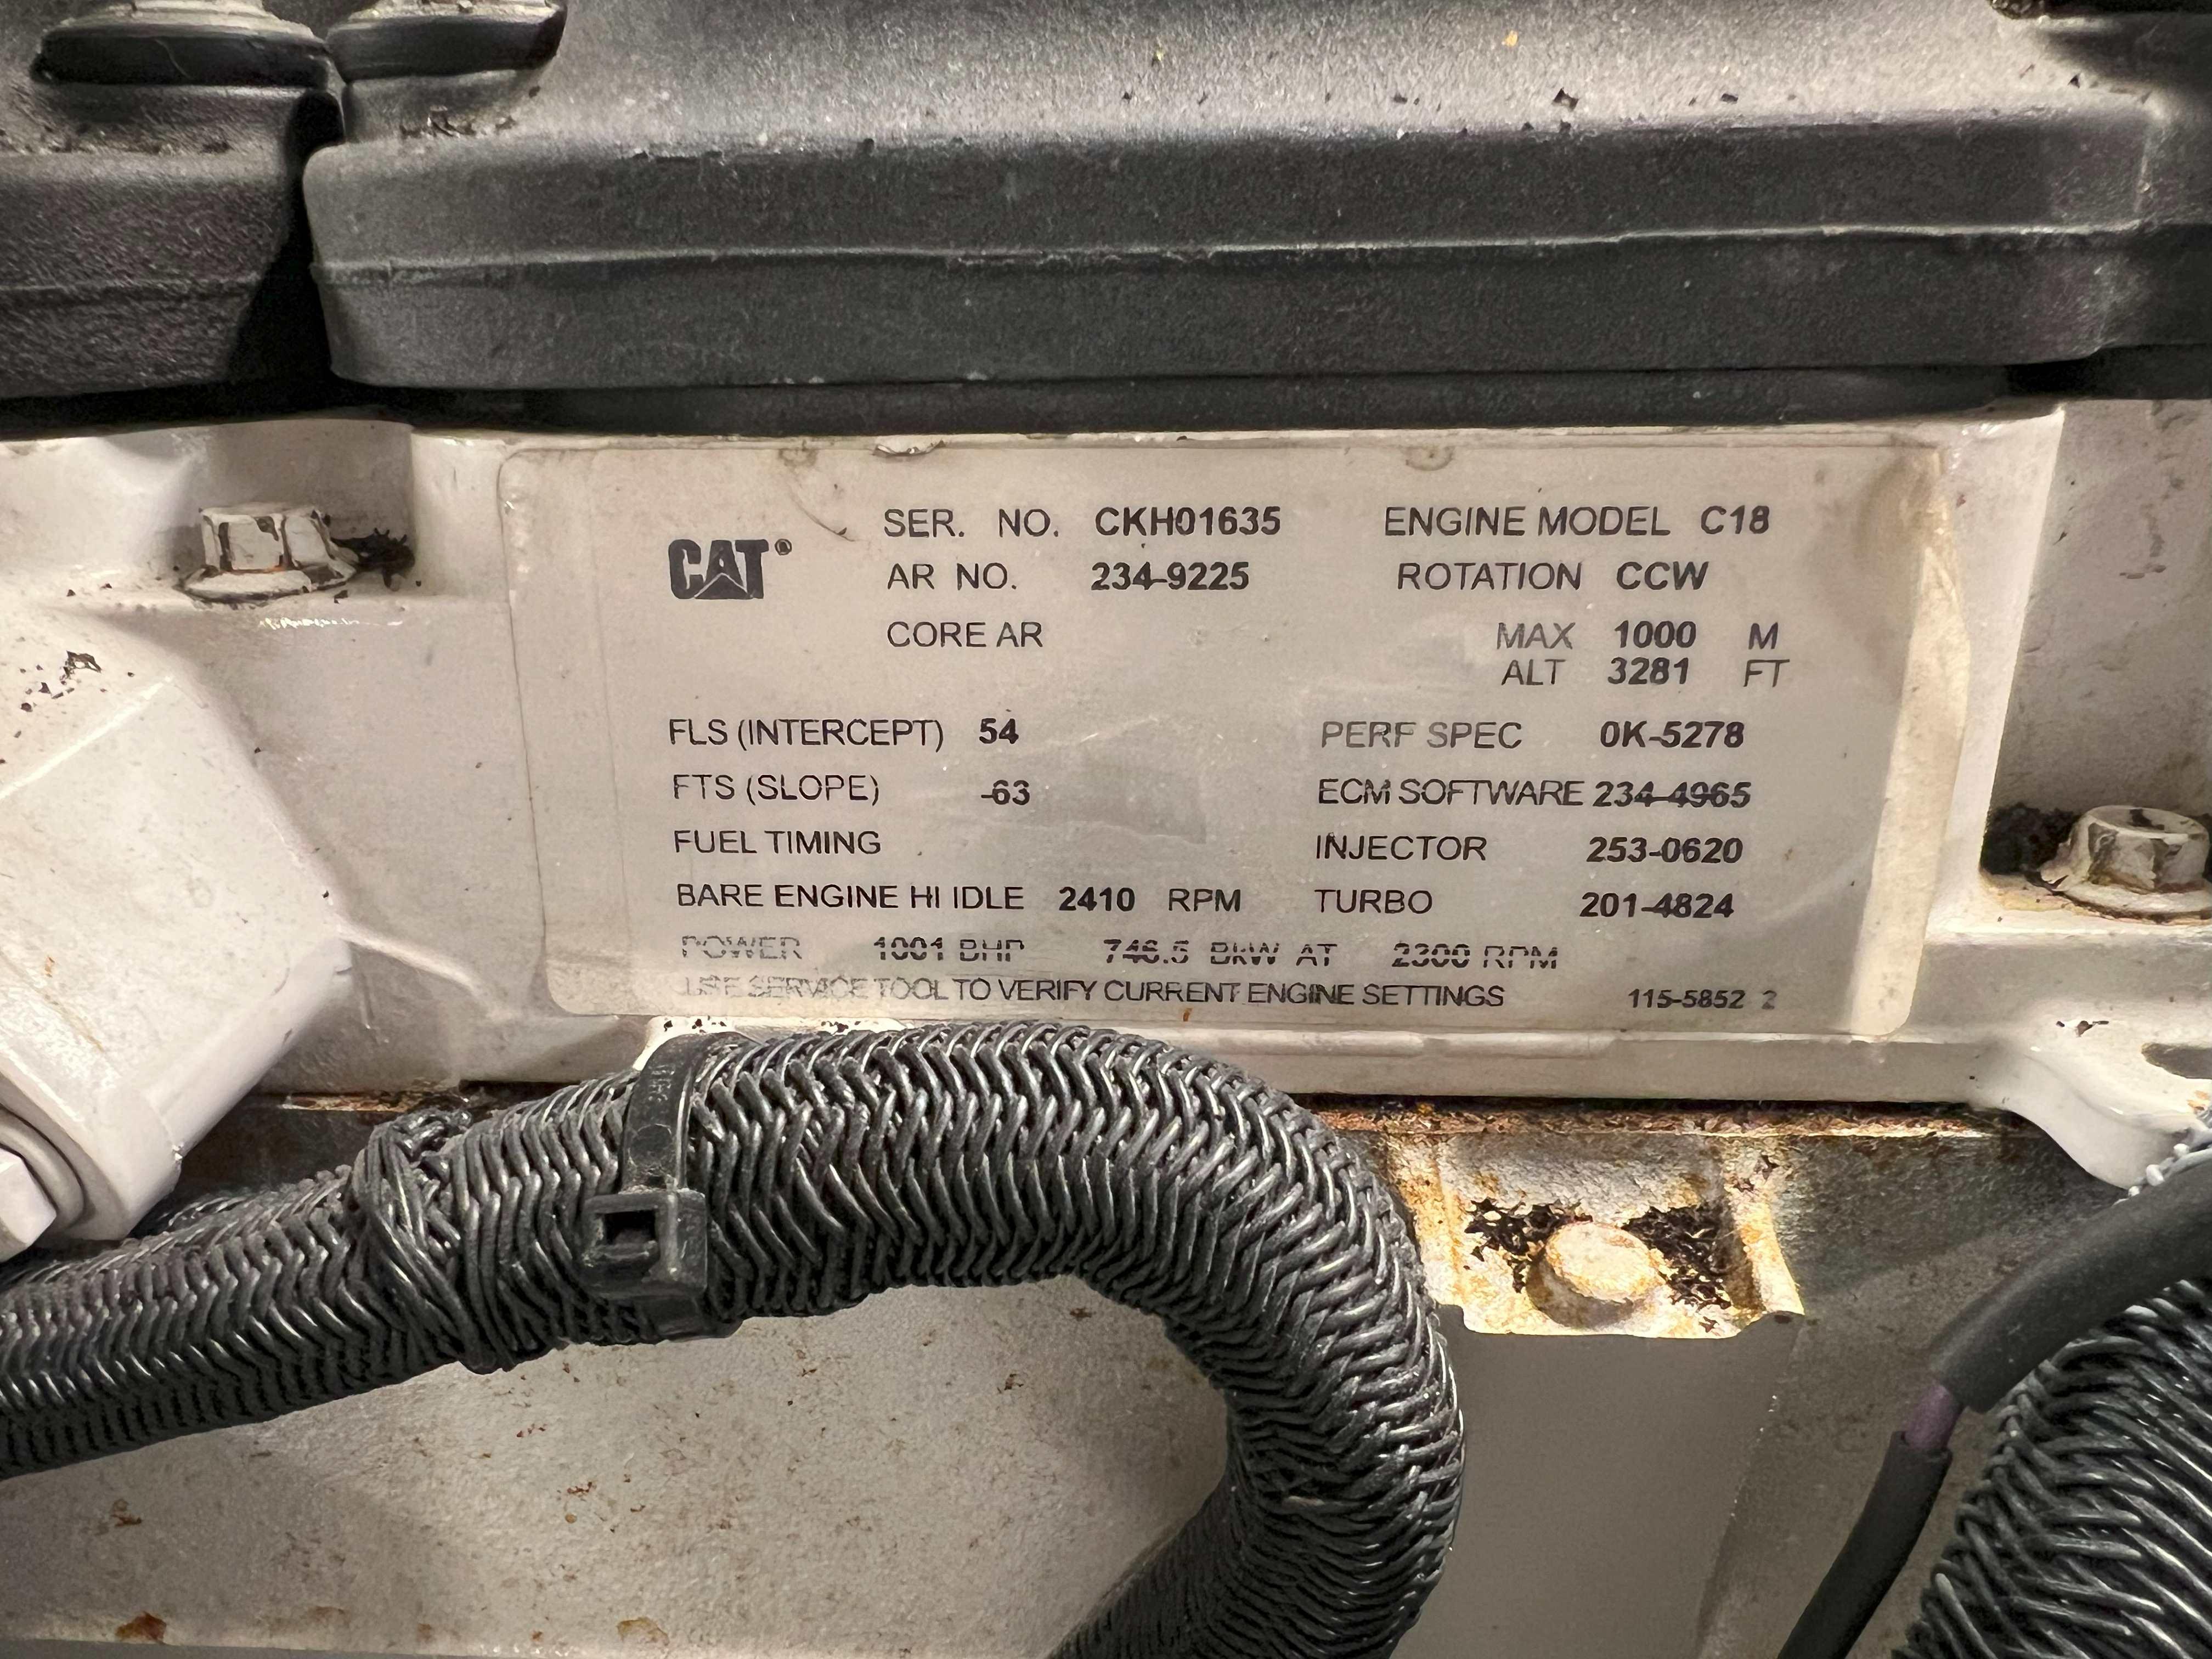 CAT®
SER. NO. CKH01635 ENGINE MODEL C18
AR NO. 234-9225 ROTATION CCW
CORE AR MAX 1000 M
ALT 3281 FT
FLS (INTERCEPT) 54 PERF SPEC 0K-5278
FTS (SLOPE) -63 ECM SOFTWARE 234-4965
FUEL TIMING INJECTOR 253-0620
BARE ENGINE HI IDLE 2410 RPM TURBO 201-4824
POWER 1001 BHP 746.5 BkW AT 2300 RPM
USE SERVICE TOOL TO VERIFY CURRENT ENGINE SETTINGS 115-5852 2